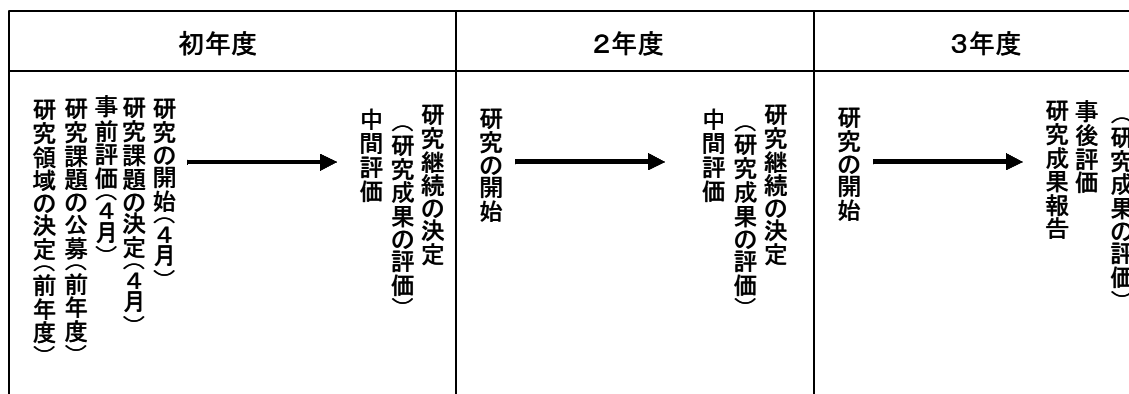 初年度
研究領域の決定(前年度)
研究課題の公募(前年度)
事前評価(4月)
研究課題の決定(4月)
研究の開始(4月)
中間評価
(研究成果の評価)
研究継続の決定
2年度
研究の開始
中間評価
(研究成果の評価)
研究継続の決定
3年度
研究の開始
研究成果報告
事後評価
(研究成果の評価)